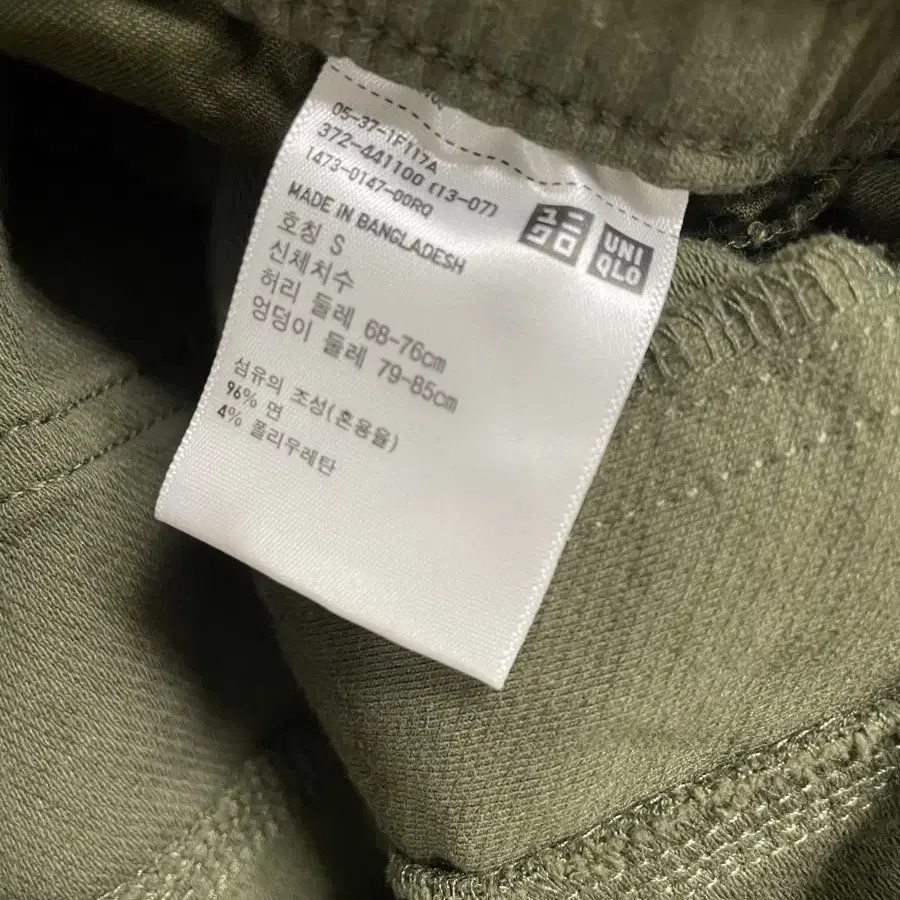 05-37-1F117A
372-441100 (13-07)
1473-0147-00RQ
MADE IN BANGLADESH
호칭 S
신체치수
허리 둘레 68-76cm
엉덩이 둘레 79-85cm
섬유의 조성(혼용율)
96% 면
4% 폴리우레탄
ユニ
クロ
UNI
QLO